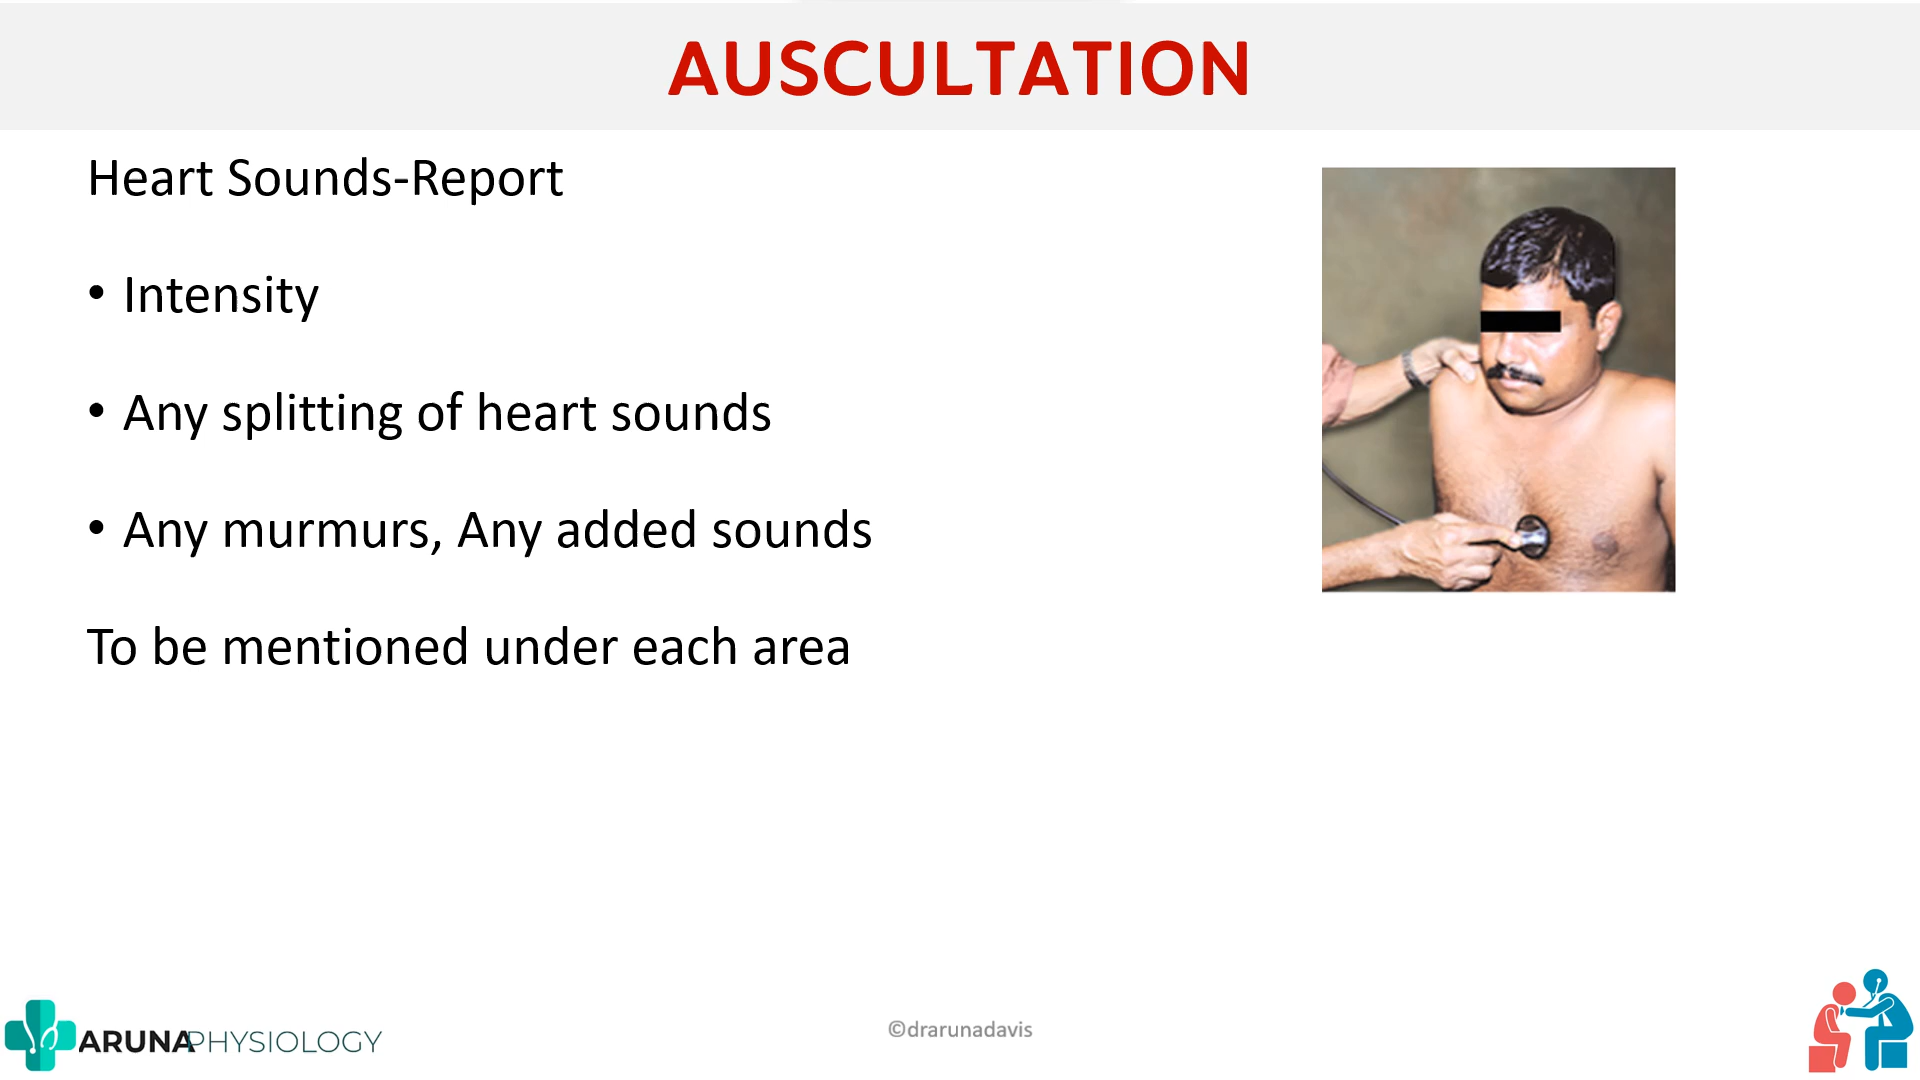 AUSCULTATION
Heart Sounds-Report
• Intensity
• Any splitting of heart sounds
• Any murmurs, Any added sounds
To be mentioned under each area
ARUNAPHYSIOLOGY
©drarunadavis